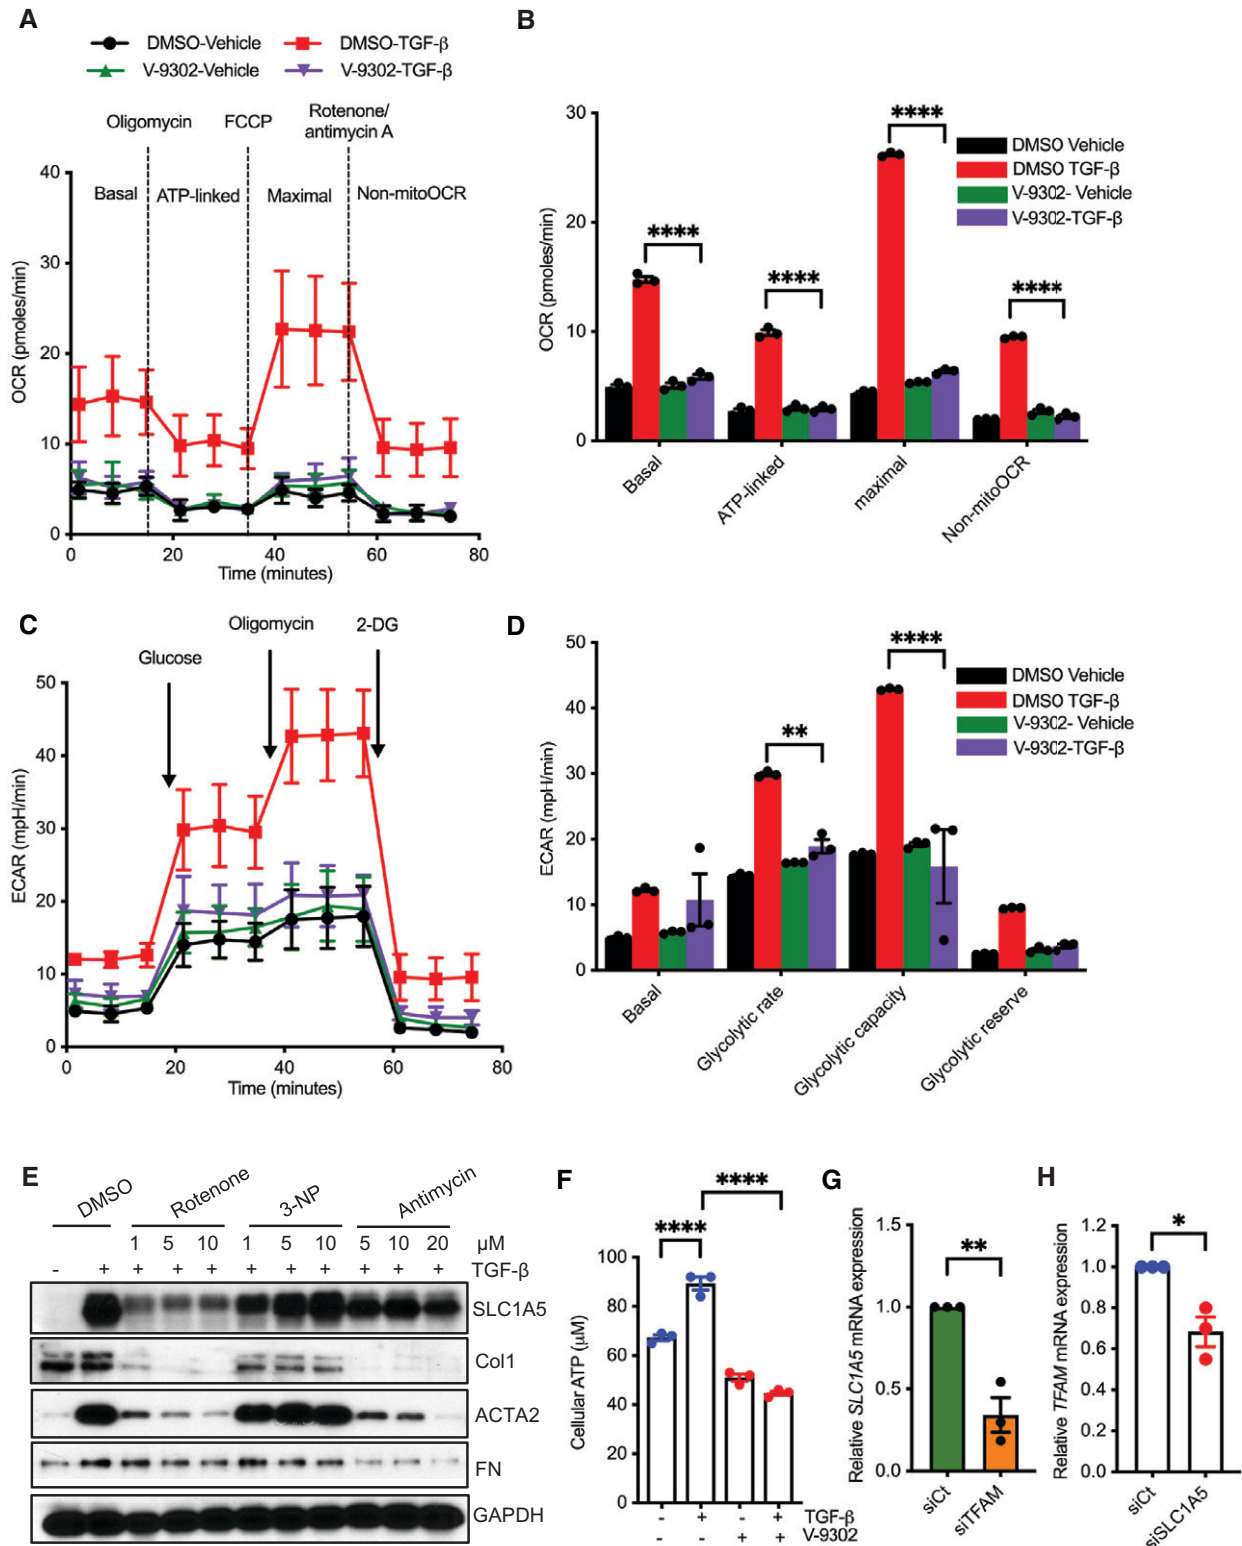 A
DMSO-Vehicle
DMSO-TGF-β
V-9302-Vehicle
V-9302-TGF-β
Oligomycin
FCCP
Rotenone/
antimycin A
Basal
ATP-linked
Maximal
Non-mitoOCR
OCR (pmoles/min)
40
30
20
10
0
0 20 40 60 80
Time (minutes)
B
OCR (pmoles/min)
30
20
10
0
****
****
****
****
DMSO Vehicle
DMSO TGF-β
V-9302- Vehicle
V-9302-TGF-β
Basal
ATP-linked
maximal
Non-mitoOCR
C
Glucose
Oligomycin
2-DG
ECAR (mpH/min)
50
40
30
20
10
0
0 20 40 60 80
Time (minutes)
D
ECAR (mpH/min)
50
40
30
20
10
0
**
****
DMSO Vehicle
DMSO TGF-β
V-9302- Vehicle
V-9302-TGF-β
Basal
Glycolytic rate
Glycolytic capacity
Glycolytic reserve
E
DMSO
Rotenone
3-NP
Antimycin
1 5 10 1 5 10 5 10 20 μM
- + + + + + + + + + + TGF-β
SLC1A5
Col1
ACTA2
FN
GAPDH
F
Cellular ATP (μM)
100
80
60
40
20
0
****
****
- + - + TGF-β
- - + + V-9302
G
Relative SLC1A5 mRNA expression
1.5
1.0
0.5
0.0
**
siCt
siTFAM
H
Relative TFAM mRNA expression
1.2
1.0
0.8
0.6
0.4
0.2
0.0
*
siCt
siSLC1A5